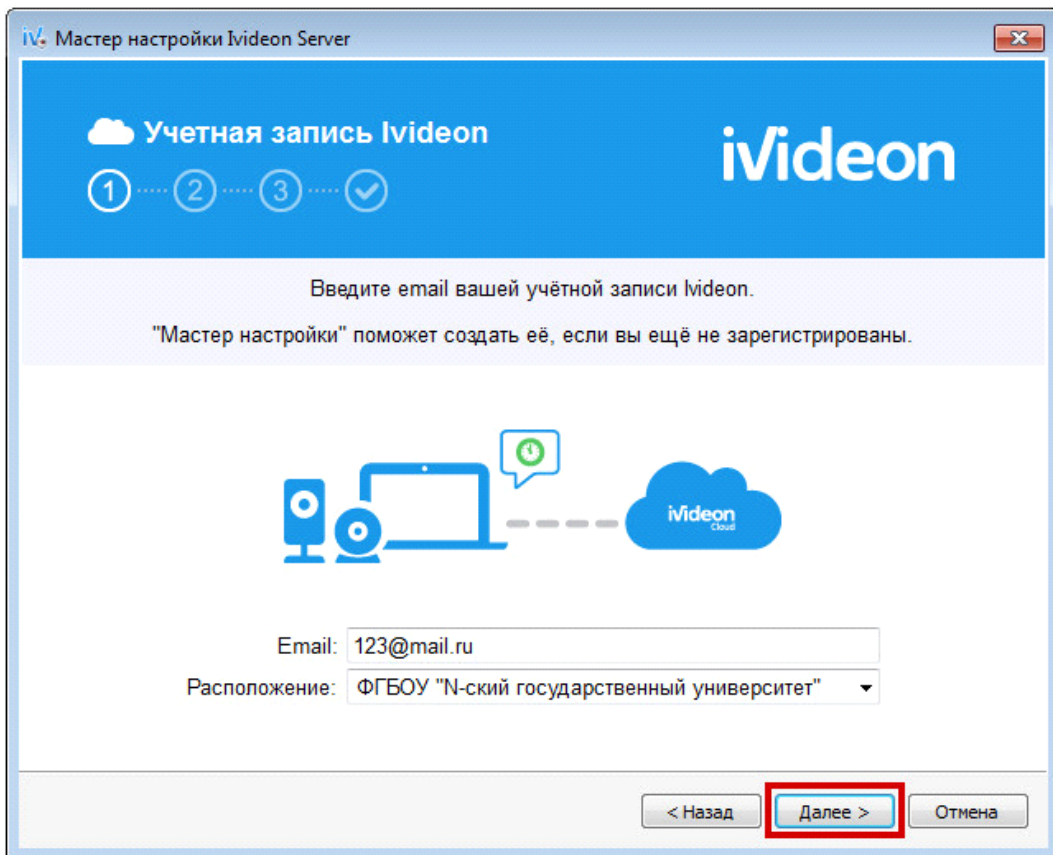 iV Мастер настройки Ivideon Server
Учетная запись Ivideon
iVideon
1 2 3
Введите email вашей учётной записи Ivideon.
"Мастер настройки" поможет создать её, если вы ещё не зарегистрированы.
iVideon
Cloud
Email: 123@mail.ru
Расположение: ФГБОУ "N-ский государственный университет"
< Назад Далее > Отмена